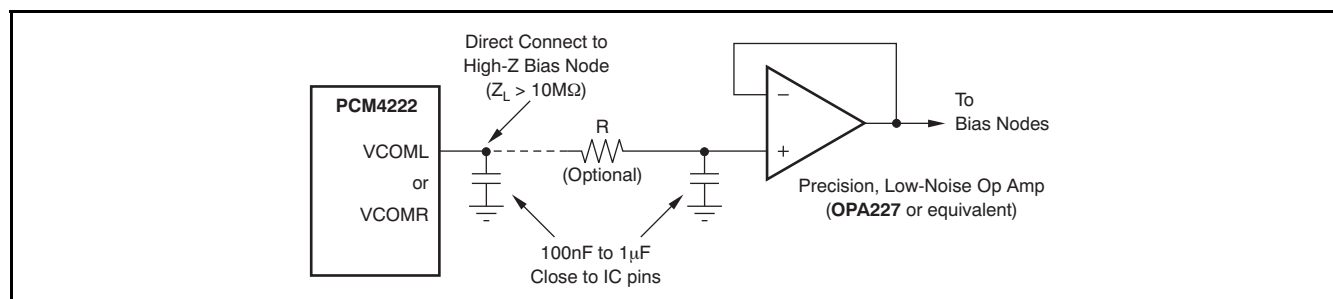 Direct Connect to
High-Z Bias Node
(Z_L > 10MΩ)
PCM4222
VCOML
or
VCOMR
R
(Optional)
−
+
To
Bias Nodes
Precision, Low-Noise Op Amp
(OPA227 or equivalent)
100nF to 1μF
Close to IC pins